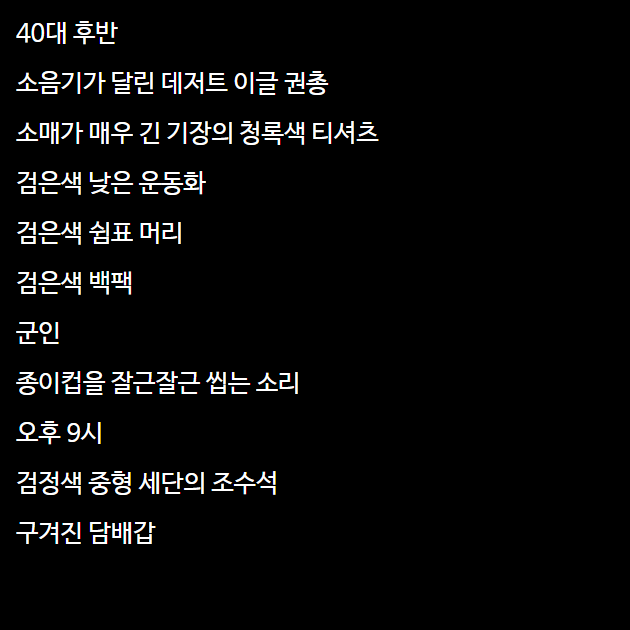 40대 후반
소음기가 달린 데저트 이글 권총
소매가 매우 긴 기장의 청록색 티셔츠
검은색 낮은 운동화
검은색 쉼표 머리
검은색 백팩
군인
종이컵을 잘근잘근 씹는 소리
오후 9시
검정색 중형 세단의 조수석
구겨진 담배갑